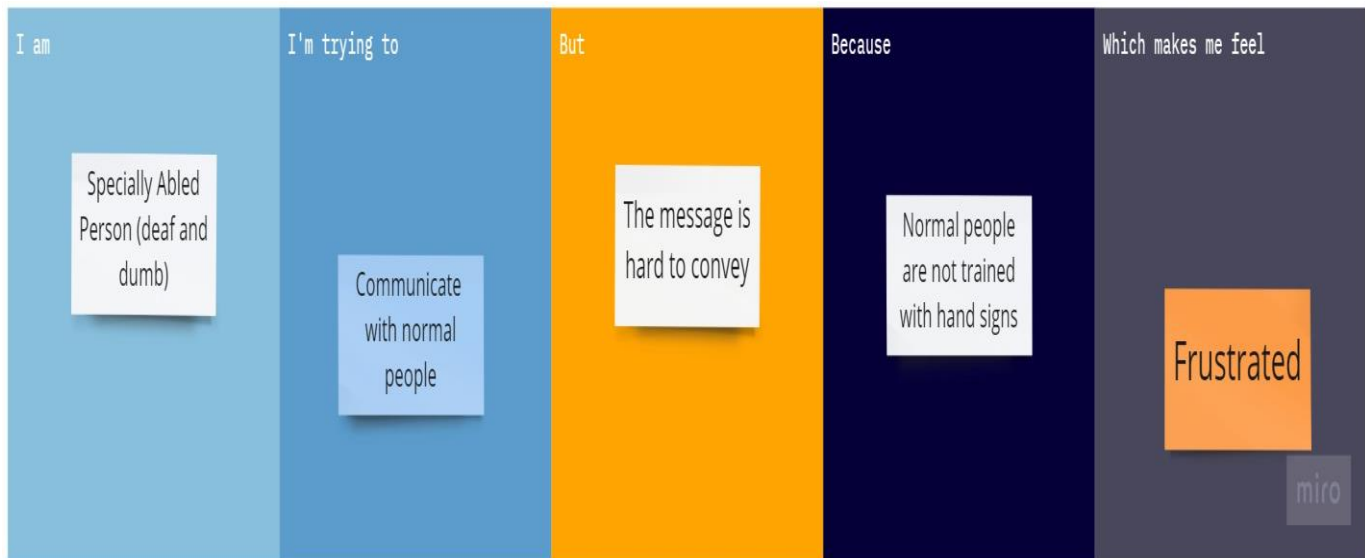 I am
Specially Abled
Person (deaf and
dumb)
I'm trying to
Communicate
with normal
people
But
The message is
hard to convey
Because
Normal people
are not trained
with hand signs
Which makes me feel
Frustrated
miro